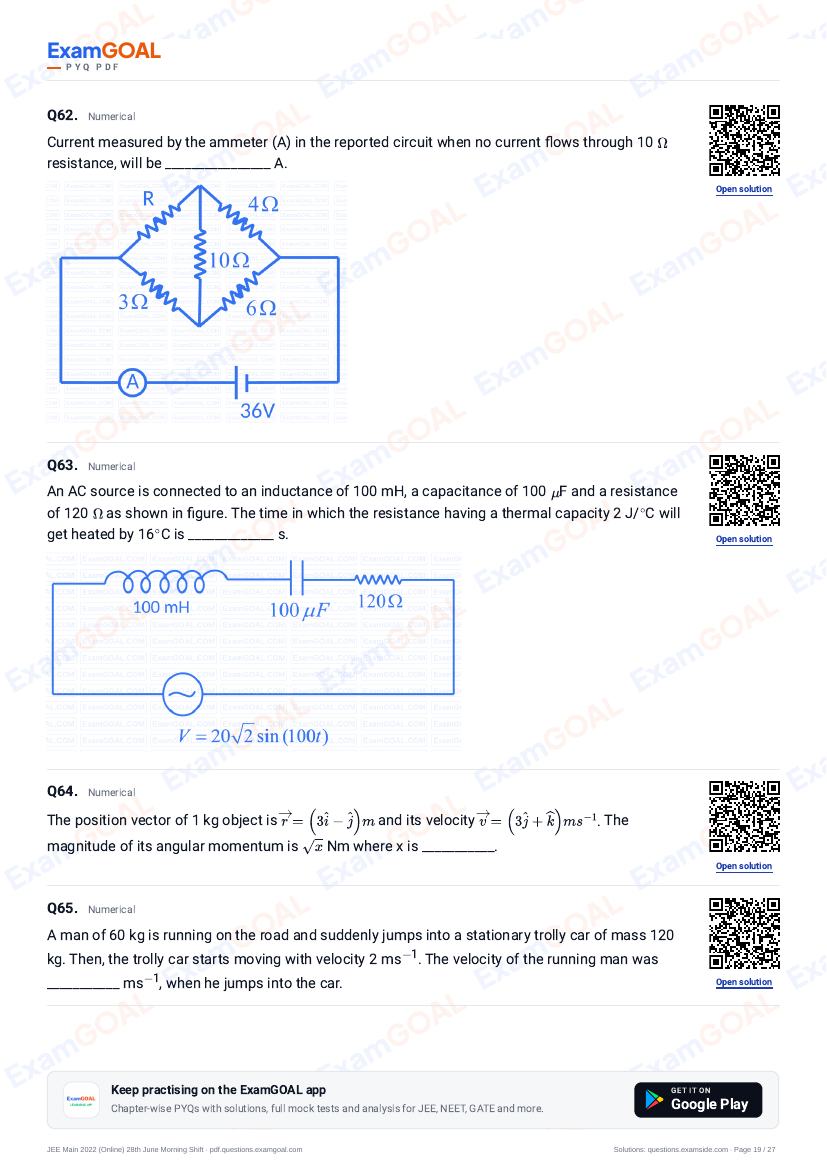 ExamGOAL
PYQ PDF
Q62. Numerical
Current measured by the ammeter (A) in the reported circuit when no current flows through 10 Ω
resistance, will be ________________ A.
Open solution
R
4Ω
10Ω
3Ω
6Ω
A
36V
Q63. Numerical
An AC source is connected to an inductance of 100 mH, a capacitance of 100 μF and a resistance
of 120 Ω as shown in figure. The time in which the resistance having a thermal capacity 2 J/°C will
get heated by 16°C is _____________ s.
Open solution
100 mH
100 μF
120Ω
V = 20√2 sin (100t)
Q64. Numerical
The position vector of 1 kg object is r⃗ = (3î − ĵ)m and its velocity v⃗ = (3ĵ + k̂)ms⁻¹. The
magnitude of its angular momentum is √x Nm where x is ___________.
Open solution
Q65. Numerical
A man of 60 kg is running on the road and suddenly jumps into a stationary trolly car of mass 120
kg. Then, the trolly car starts moving with velocity 2 ms⁻¹. The velocity of the running man was
___________ ms⁻¹, when he jumps into the car.
Open solution
ExamGOAL
Keep practising on the ExamGOAL app
Chapter-wise PYQs with solutions, full mock tests and analysis for JEE, NEET, GATE and more.
GET IT ON
Google Play
JEE Main 2022 (Online) 28th June Morning Shift · pdf.questions.examgoal.com
Solutions: questions.examside.com · Page 19 / 27